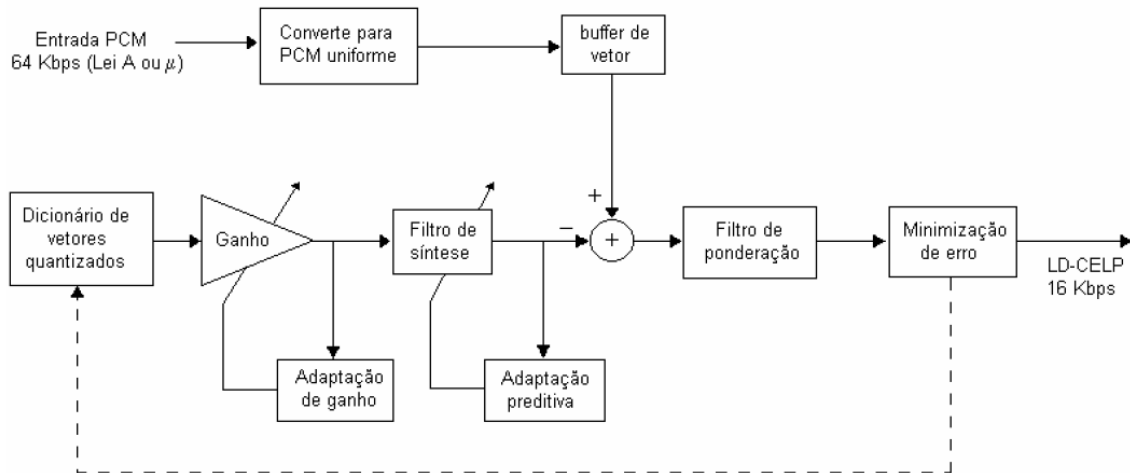 Entrada PCM
64 Kbps (Lei A ou μ)
Converte para
PCM uniforme
buffer de
vetor
+
Dicionário de
vetores
quantizados
Ganho
Filtro de
síntese
−
+
Filtro de
ponderação
Minimização
de erro
LD-CELP
16 Kbps
Adaptação
de ganho
Adaptação
preditiva